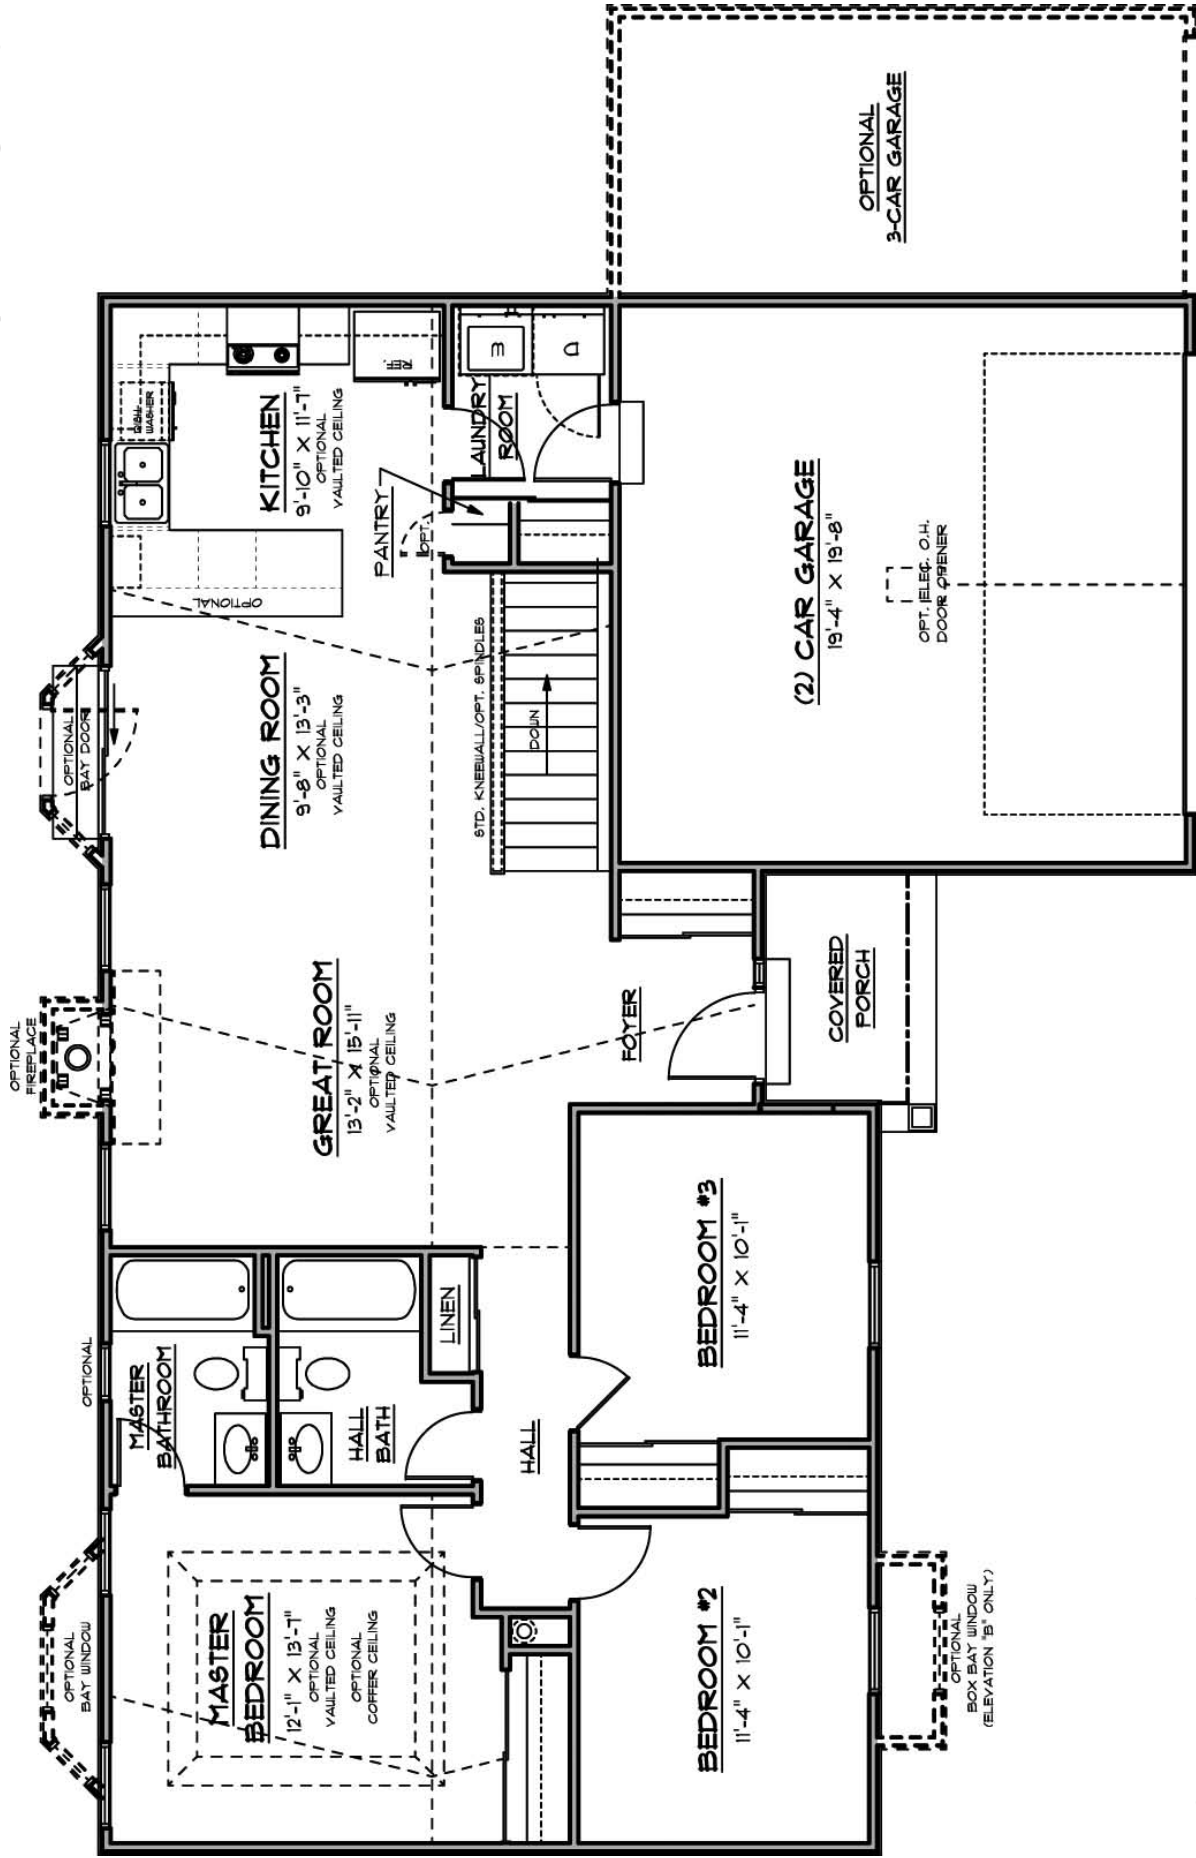 OPTIONAL
BAY WINDOW
MASTER
BEDROOM
12'-1" X 13'-7"
OPTIONAL
VAULTED CEILING
OPTIONAL
COFFER CEILING
BEDROOM #2
11'-4" X 10'-1"
OPTIONAL
BOX BAY WINDOW
(ELEVATION "B" ONLY)
OPTIONAL
MASTER
BATHROOM
HALL
BATH
LINEN
HALL
BEDROOM #3
11'-4" X 10'-1"
OPTIONAL
FIREPLACE
GREAT ROOM
13'-2" X 15'-11"
OPTIONAL
VAULTED CEILING
FOYER
COVERED
PORCH
OPTIONAL
BAY DOOR
DINING ROOM
9'-8" X 13'-3"
OPTIONAL
VAULTED CEILING
STD. KNEEWALL/OPT. SPINDLES
DOWN
OPTIONAL
DISH
WASHER
KITCHEN
9'-10" X 11'-7"
OPTIONAL
VAULTED CEILING
PANTRY
OPT.
LAUNDRY
ROOM
W
D
(2) CAR GARAGE
19'-4" X 19'-8"
OPT. ELEC. O.H.
DOOR OPENER
OPTIONAL
3-CAR GARAGE